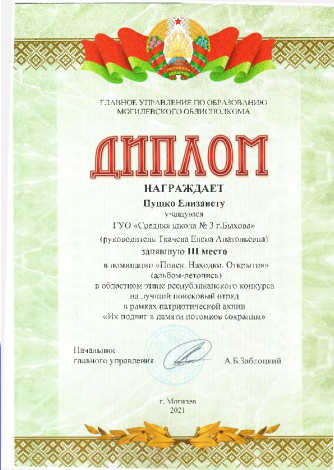 ГЛАВНОЕ УПРАВЛЕНИЕ ПО ОБРАЗОВАНИЮ
МОГИЛЕВСКОГО ОБЛИСПОЛКОМА
ДИПЛОМ
НАГРАЖДАЕТ
Пушко Елизавету
учащуюся
ГУО «Средняя школа № 3 г.Быхова»
(руководитель Ткачева Елена Анатольевна)
занявшую III место
в номинации «Поиск. Находки. Открытия»
(альбом-летопись)
в областном этапе республиканского конкурса
на лучший поисковый отряд
в рамках патриотической акции
«Их подвиг в памяти потомков сохраним»
Начальник
главного управления
А.Б.Заблоцкий
г. Могилев
2021